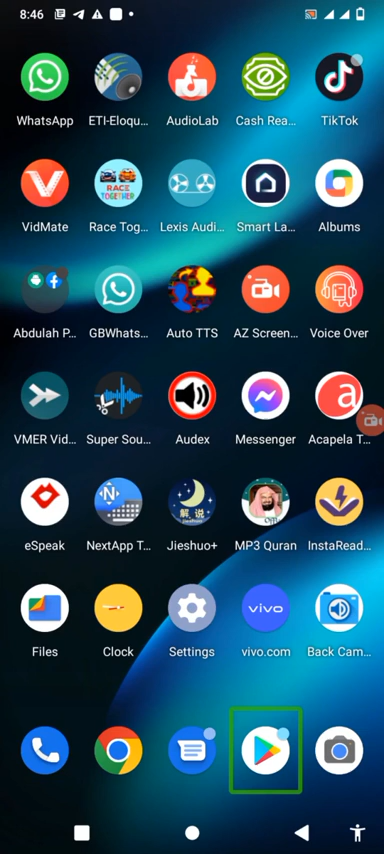 8:46
WhatsApp
ETI-Eloqu...
AudioLab
Cash Rea...
TikTok
VidMate
RACE TOGETHER
Race Tog...
Lexis Audi...
Smart La...
Albums
Abdulah P...
GBWhats...
Auto TTS
AZ Screen...
Voice Over
VMER Vid...
Super Sou...
Audex
Messenger
a
Acapela T...
eSpeak
N
NextApp T...
解说
Jieshuo+
MP3 Quran
InstaRead...
Files
Clock
Settings
vivo
vivo.com
Back Cam...